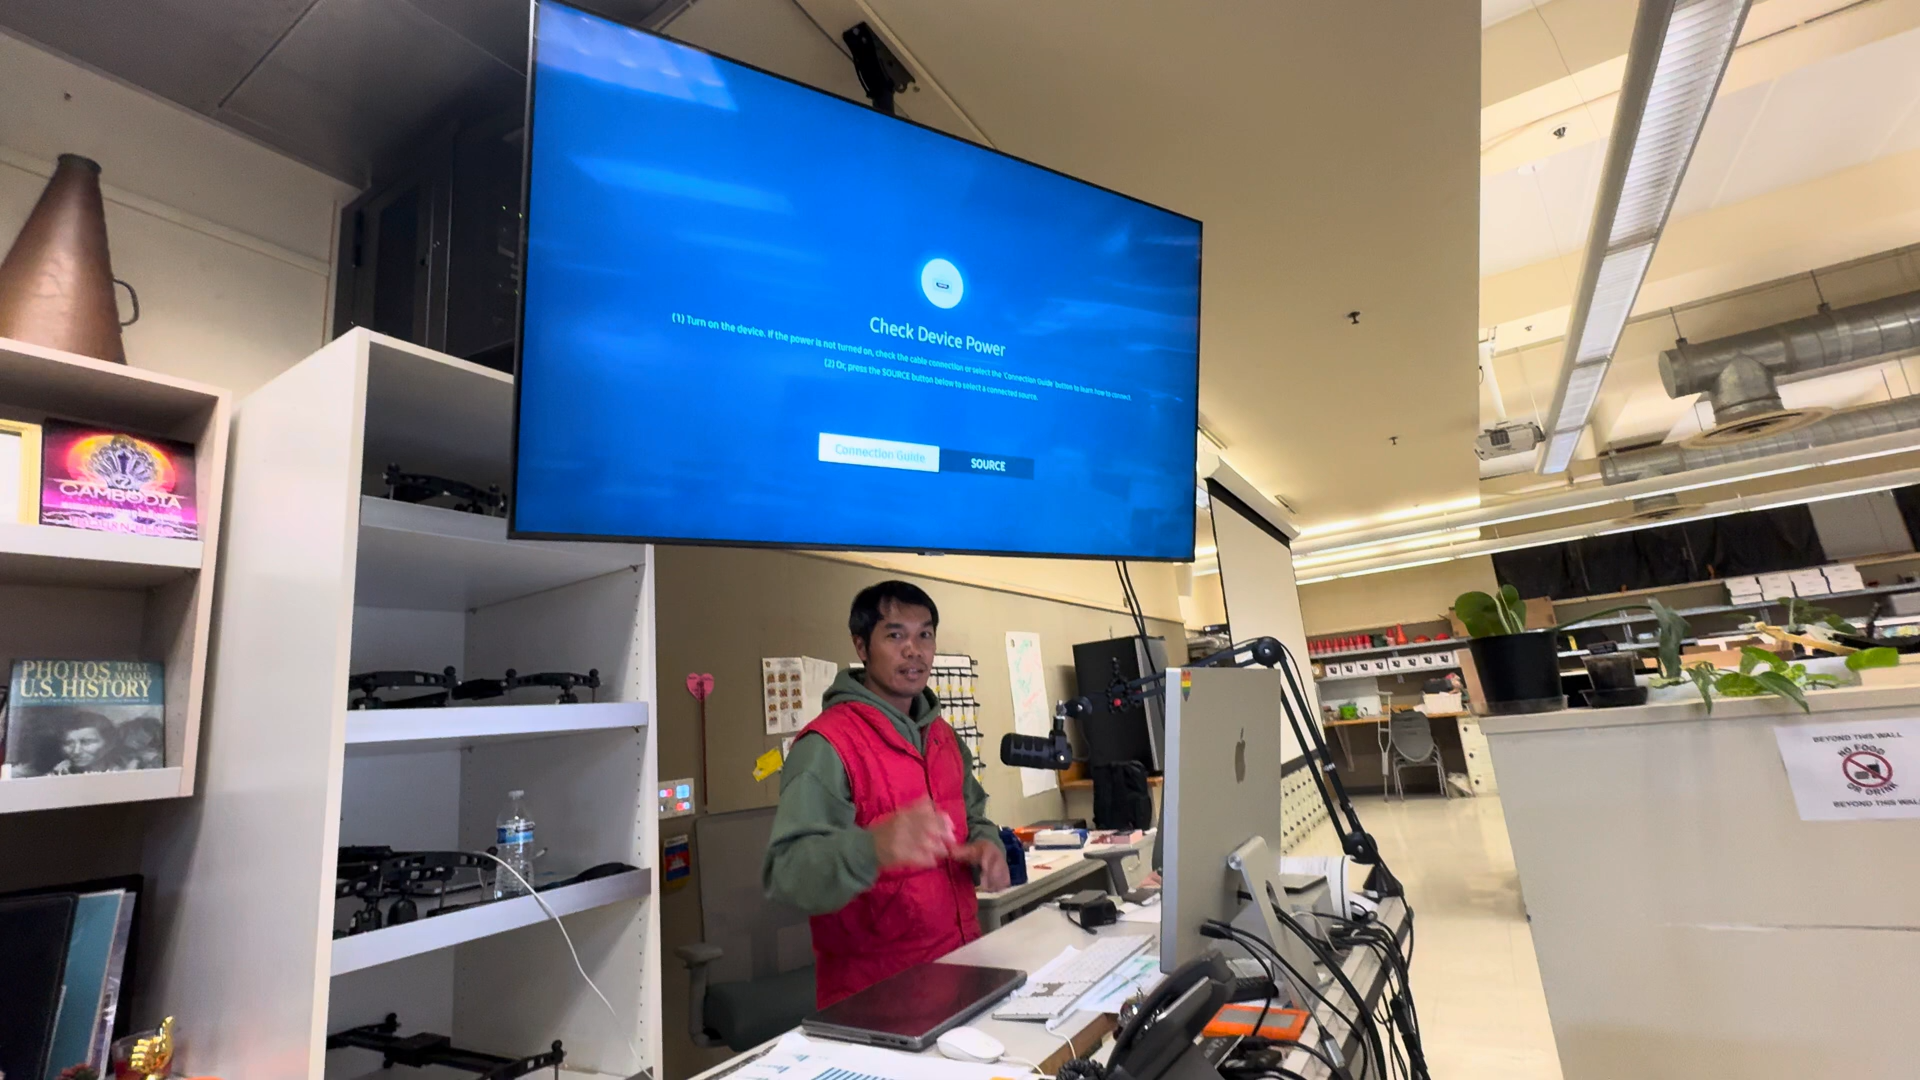 Check Device Power
(1) Turn on the device. If the power is not turned on, check the cable connection or select the 'Connection Guide' button to learn how to connect
(2) Or, press the SOURCE button below to select a connected source.
Connection Guide
SOURCE
CAMBODIA
PHOTOS THAT MADE
U.S. HISTORY
BEYOND THIS WALL
NO FOOD
OR DRINK
BEYOND THIS WALL